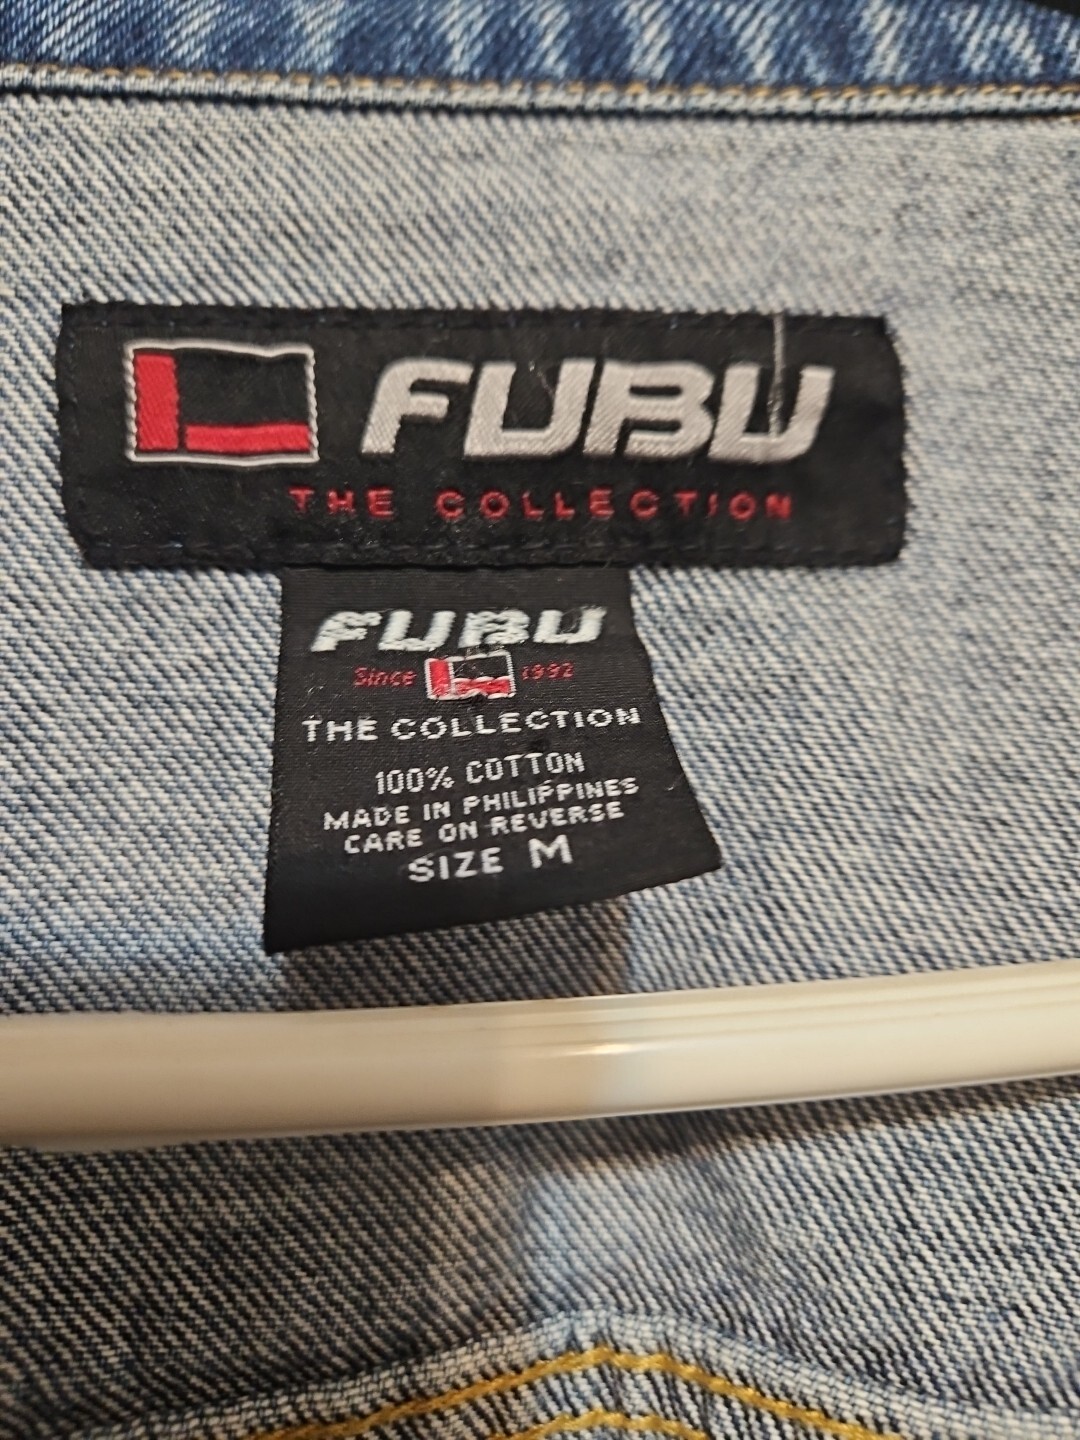 FUBU
THE COLLECTION
FUBU
Since 1992
THE COLLECTION
100% COTTON
MADE IN PHILIPPINES
CARE ON REVERSE
SIZE M